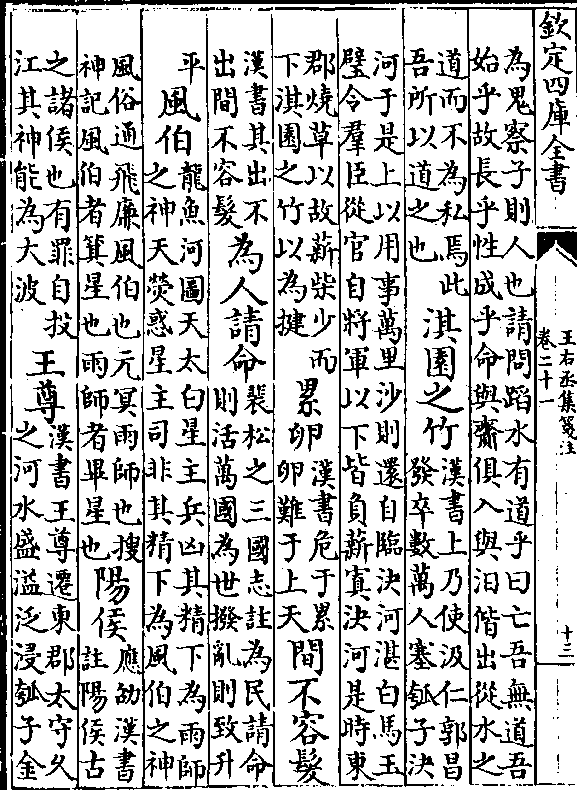 欽定四庫全書
王右丞集箋注
卷二十一
十三
為鬼察子則人也請問蹈水有道乎曰亡吾無道吾
始乎故長乎性成乎命與齋俱入與汩偕出從水之
道而不為私焉此
吾所以道之也
淇園之竹
漢書上乃使汲仁郭昌
發卒數萬人塞瓠子決
河于是上以用事萬里沙則還自臨決河湛白馬玉
璧令羣臣從官自將軍以下皆負薪寘決河是時東
郡燒草以故薪柴少而
下淇園之竹以為揵
累卵
漢書危于累
卵難于上天
間不容髮
漢書其出不
出間不容髮
為人請命
裴松之三國志註為民請命
則活萬國為世撥亂則致升
平
風伯
龍魚河圖天太白星主兵凶其精下為雨師
之神天熒惑星主司非其精下為風伯之神
風俗通飛廉風伯也元冥雨師也搜
神記風伯者箕星也雨師者畢星也
陽侯
應劭漢書
註陽侯古
之諸侯也有罪自投
江其神能為大波
王尊
漢書王尊遷東郡太守久
之河水盛溢泛浸瓠子金